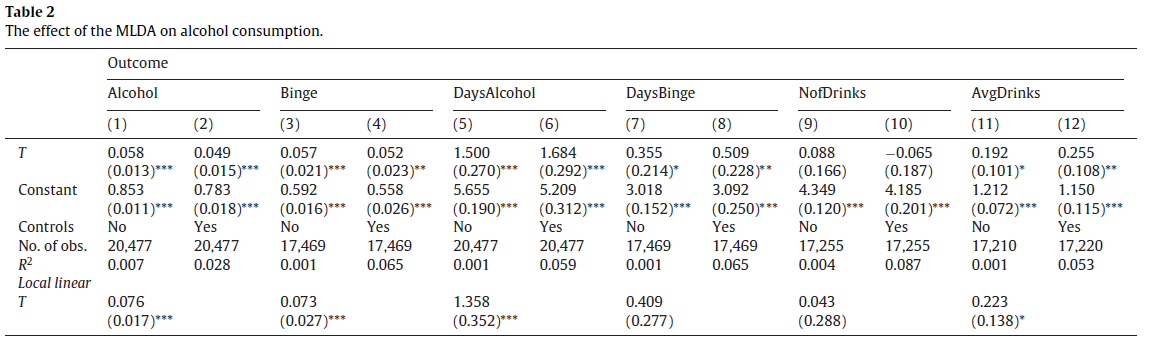 Table 2
The effect of the MLDA on alcohol consumption.
Outcome
Alcohol Binge DaysAlcohol DaysBinge NofDrinks AvgDrinks
(1) (2) (3) (4) (5) (6) (7) (8) (9) (10) (11) (12)
T 0.058 0.049 0.057 0.052 1.500 1.684 0.355 0.509 0.088 −0.065 0.192 0.255
(0.013)*** (0.015)*** (0.021)*** (0.023)** (0.270)*** (0.292)*** (0.214)* (0.228)** (0.166) (0.187) (0.101)* (0.108)**
Constant 0.853 0.783 0.592 0.558 5.655 5.209 3.018 3.092 4.349 4.185 1.212 1.150
(0.011)*** (0.018)*** (0.016)*** (0.026)*** (0.190)*** (0.312)*** (0.152)*** (0.250)*** (0.120)*** (0.201)*** (0.072)*** (0.115)***
Controls No Yes No Yes No Yes No Yes No Yes No Yes
No. of obs. 20,477 20,477 17,469 17,469 20,477 20,477 17,469 17,469 17,255 17,255 17,210 17,220
R² 0.007 0.028 0.001 0.065 0.001 0.059 0.001 0.065 0.004 0.087 0.001 0.053
Local linear
T 0.076 0.073 1.358 0.409 0.043 0.223
(0.017)*** (0.027)*** (0.352)*** (0.277) (0.288) (0.138)*